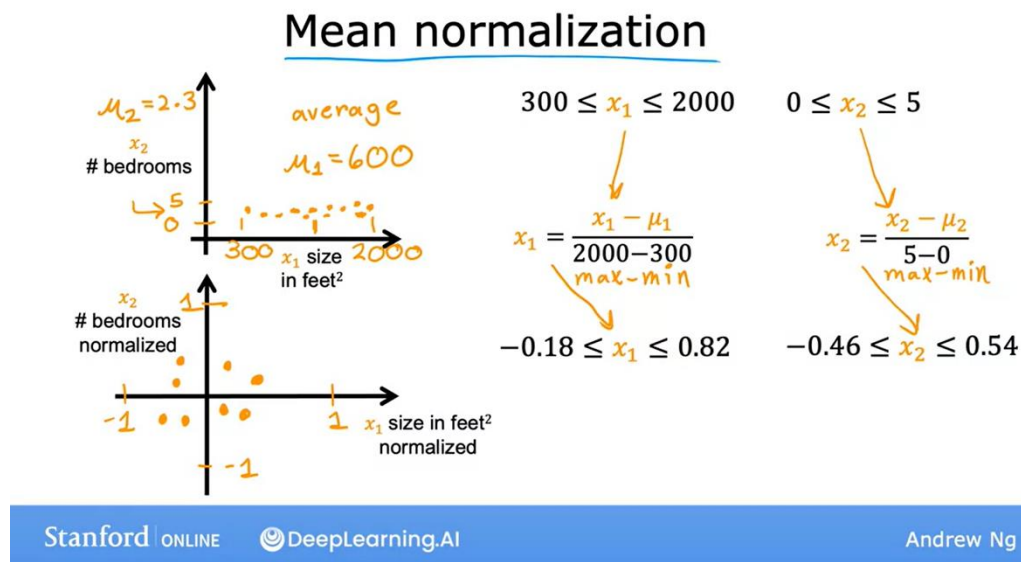 Mean normalization
μ₂=2.3
average
μ₁=600
x₂
# bedrooms
5
0
300
x₁ size
in feet²
2000
300 ≤ x₁ ≤ 2000
0 ≤ x₂ ≤ 5
x₁ = (x₁ − μ₁)/(2000−300)
max-min
x₂ = (x₂ − μ₂)/(5−0)
max-min
−0.18 ≤ x₁ ≤ 0.82
−0.46 ≤ x₂ ≤ 0.54
x₂
# bedrooms
normalized
1
-1
1
x₁ size in feet²
normalized
-1
Stanford ONLINE
DeepLearning.AI
Andrew Ng